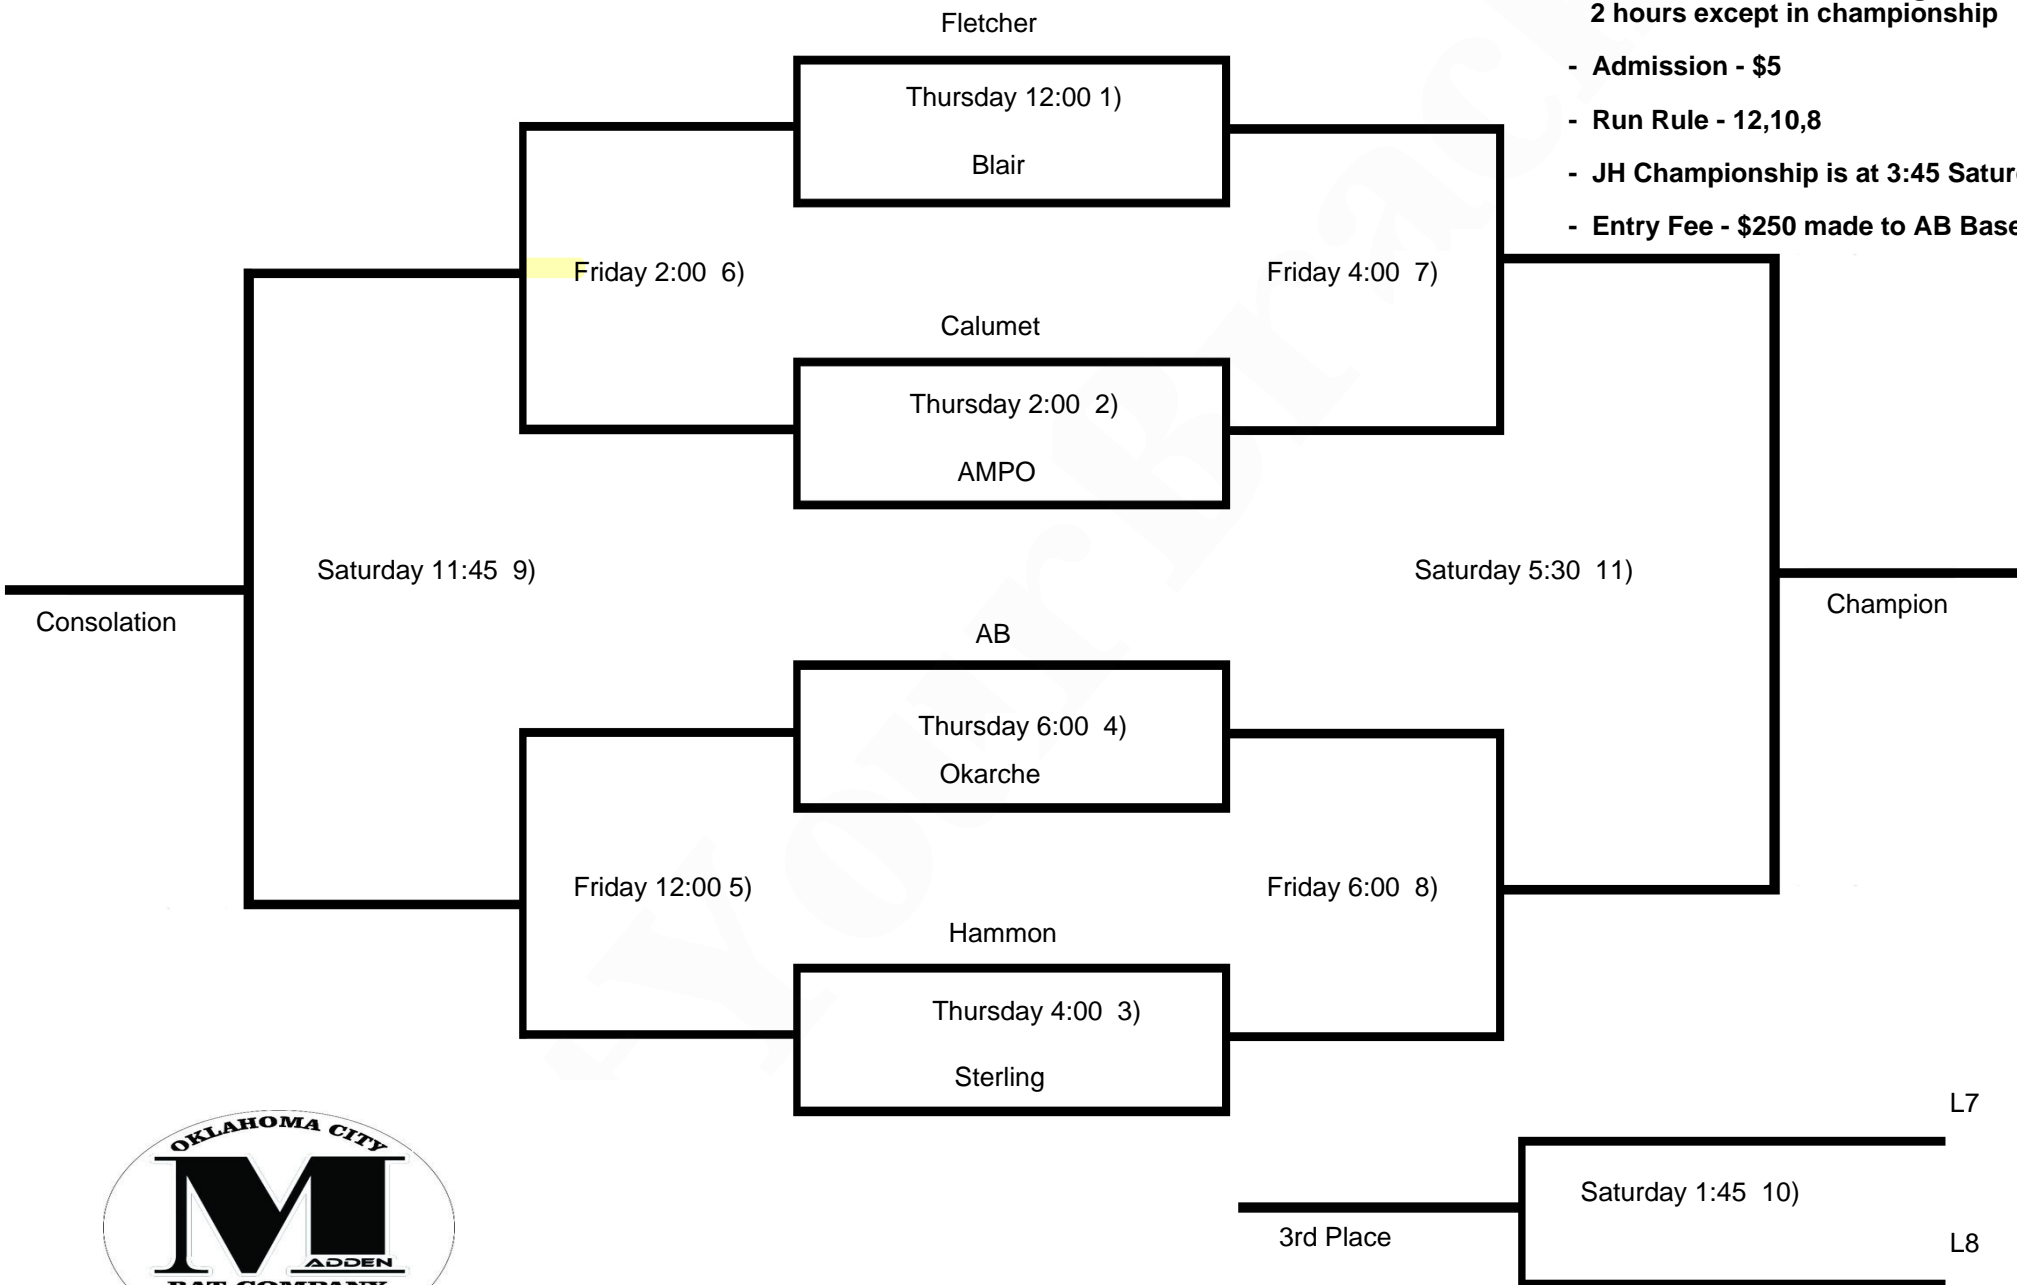 2 hours except in championship
- Admission - $5
- Run Rule - 12,10,8
- JH Championship is at 3:45
- Entry Fee - $250 made to AB
Fletcher
Thursday 12:00 1)
Blair
Friday 2:00 6)
Friday 4:00 7)
Calumet
Thursday 2:00 2)
AMPO
Saturday 11:45 9)
Saturday 5:30 11)
Consolation
Champion
AB
Thursday 6:00 4)
Okarche
Friday 12:00 5)
Friday 6:00 8)
Hammon
Thursday 4:00 3)
Sterling
L7
Saturday 1:45 10)
3rd Place
L8
OKLAHOMA CITY
MADDEN
BAT COMPANY